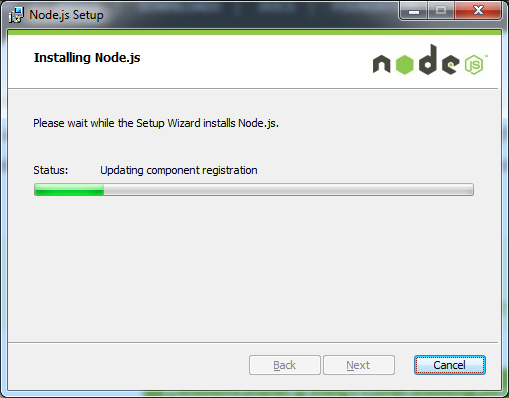 Node.js Setup
Installing Node.js
node JS™
Please wait while the Setup Wizard installs Node.js.
Status: Updating component registration
Back Next Cancel